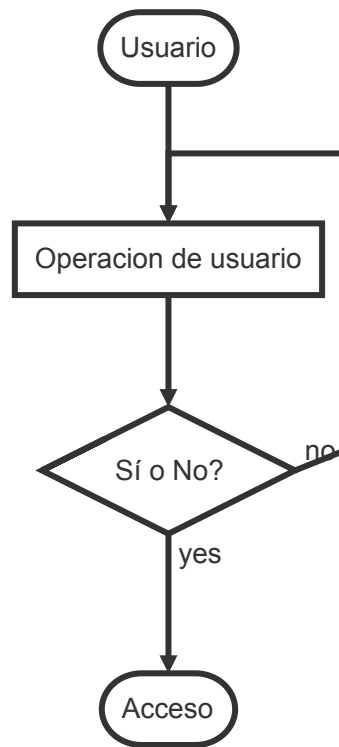 Usuario
Operacion de usuario
Sí o No?
no
yes
Acceso